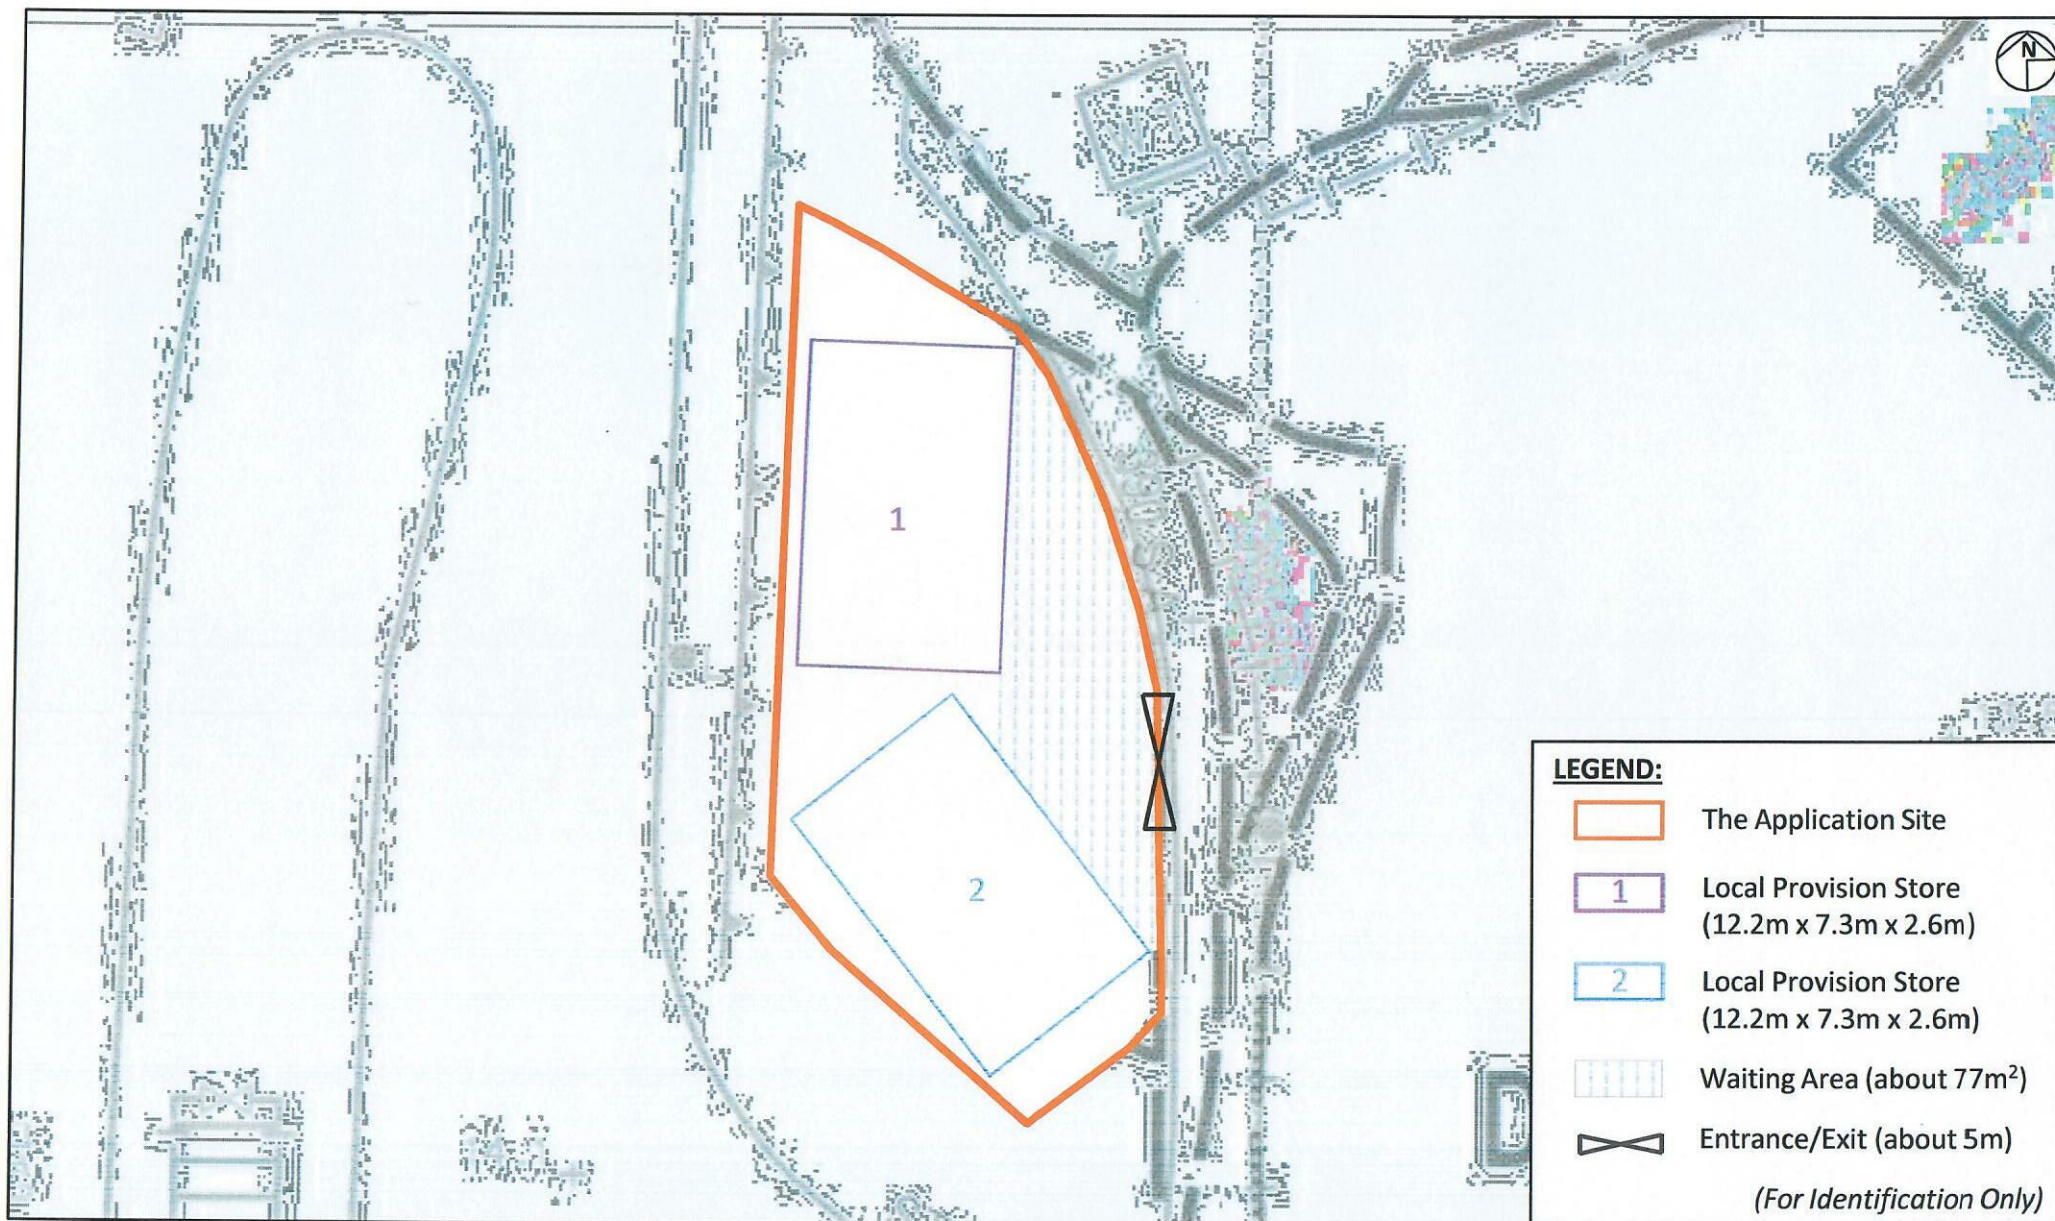 N
W T
1
2
LEGEND:
The Application Site
1 Local Provision Store
(12.2m x 7.3m x 2.6m)
2 Local Provision Store
(12.2m x 7.3m x 2.6m)
Waiting Area (about 77m²)
Entrance/Exit (about 5m)
(For Identification Only)